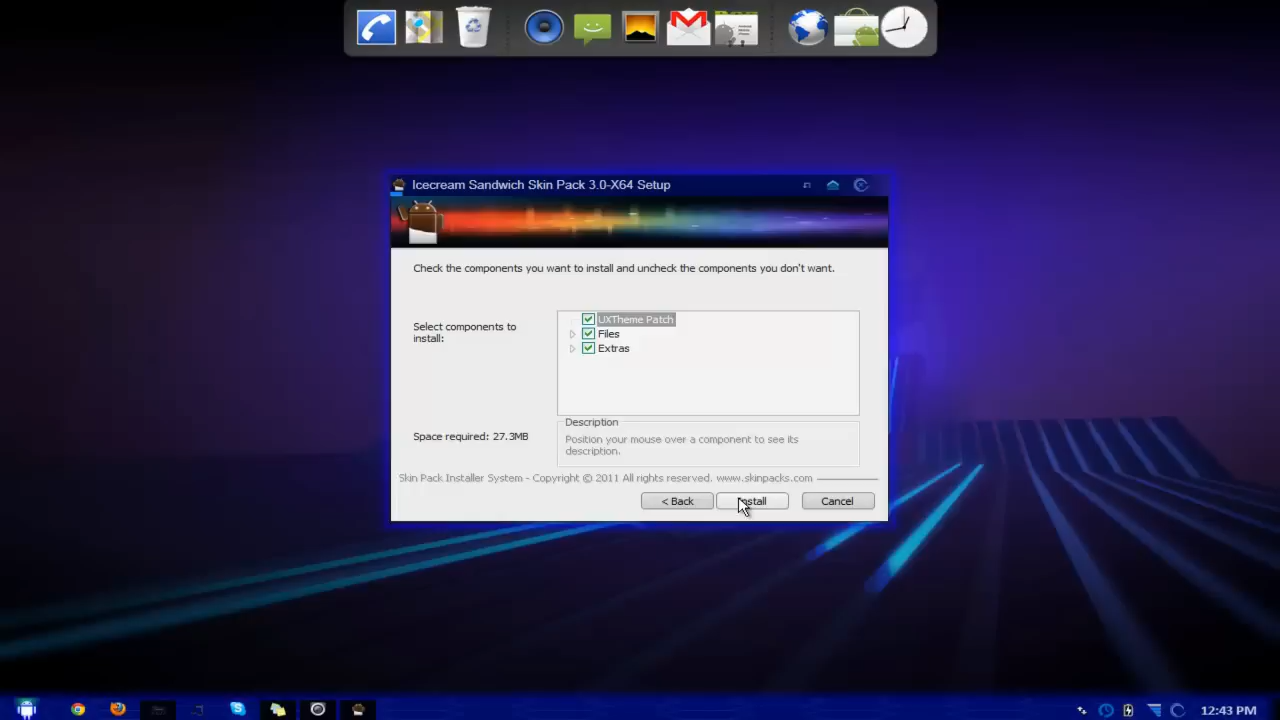 Icecream Sandwich Skin Pack 3.0-X64 Setup
Check the components you want to install and uncheck the components you don't want.
Select components to install:
UXTheme Patch
Files
Extras
Space required: 27.3MB
Description
Position your mouse over a component to see its description.
Skin Pack Installer System - Copyright © 2011 All rights reserved. www.skinpacks.com
< Back
Install
Cancel
12:43 PM